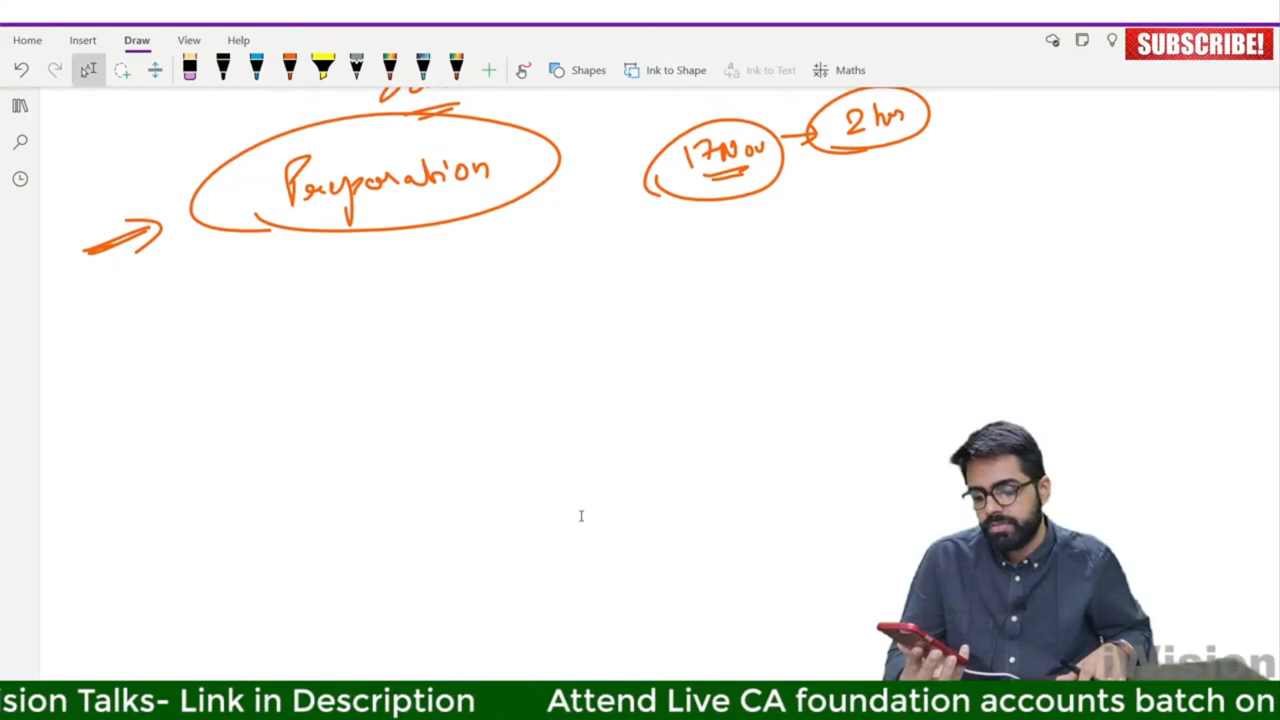 Home Insert Draw View Help
SUBSCRIBE!
Shapes Ink to Shape Ink to Text Maths
2 hrs
17 Nov
Preparation
iVision
ision Talks- Link in Description Attend Live CA foundation accounts batch on